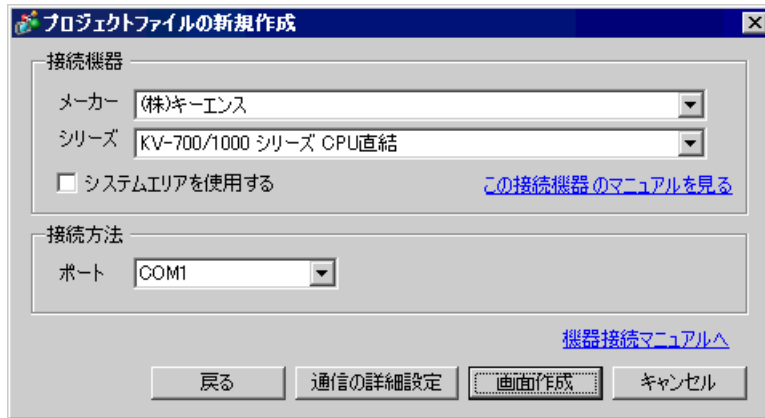 プロジェクトファイルの新規作成
接続機器
メーカー (株)キーエンス
シリーズ KV-700/1000 シリーズ CPU直結
システムエリアを使用する この接続機器のマニュアルを見る
接続方法
ポート COM1
機器接続マニュアルへ
戻る 通信の詳細設定 画面作成 キャンセル